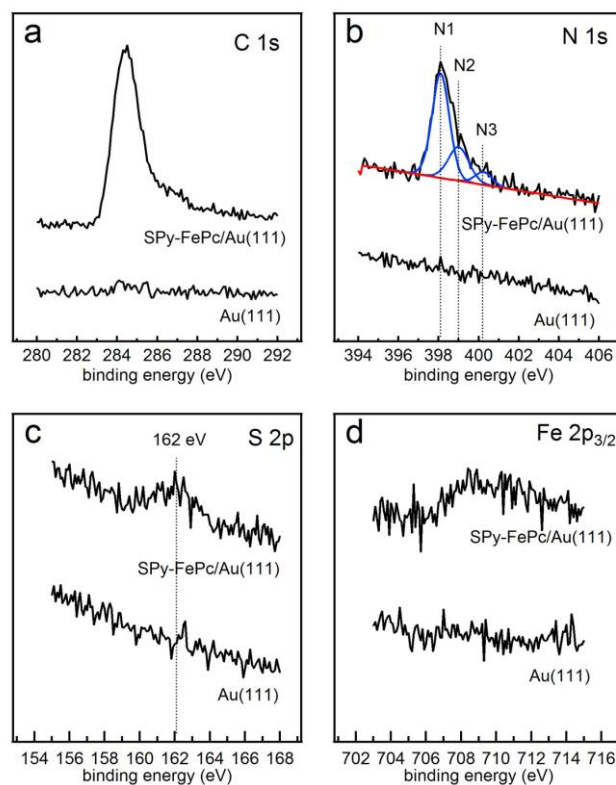 a
C 1s
SPy-FePc/Au(111)
Au(111)
280 282 284 286 288 290 292
binding energy (eV)
b
N 1s
N1
N2
N3
SPy-FePc/Au(111)
Au(111)
394 396 398 400 402 404 406
binding energy (eV)
c
162 eV
S 2p
SPy-FePc/Au(111)
Au(111)
154 156 158 160 162 164 166 168
binding energy (eV)
d
Fe 2p3/2
SPy-FePc/Au(111)
Au(111)
702 704 706 708 710 712 714 716
binding energy (eV)